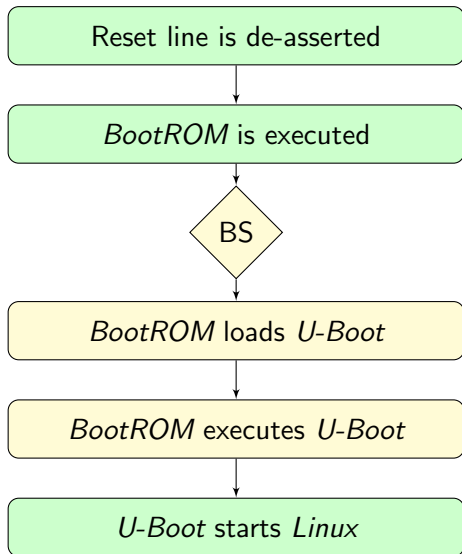 Reset line is de-asserted
BootROM is executed
BS
BootROM loads U-Boot
BootROM executes U-Boot
U-Boot starts Linux